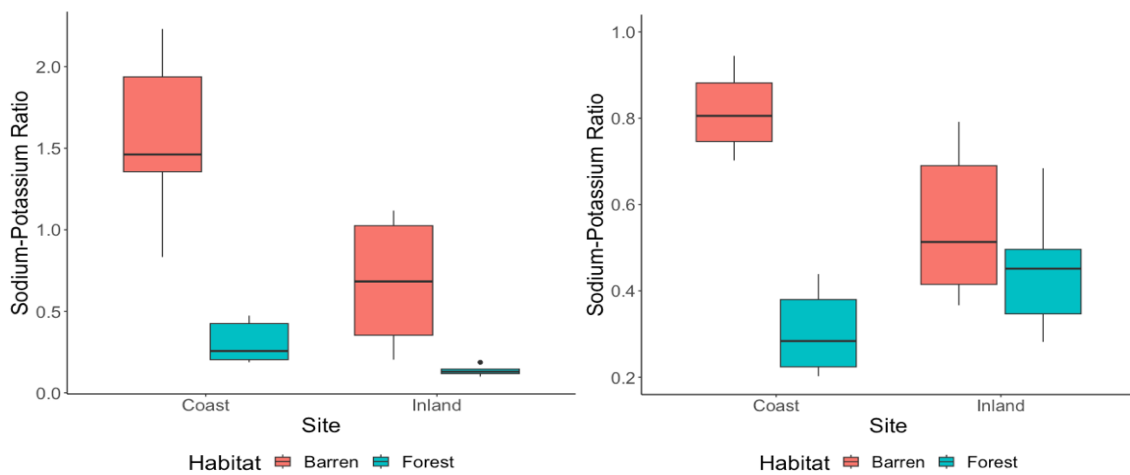 Sodium-Potassium Ratio
2.0
1.5
1.0
0.5
0.0
Coast Inland
Site
Habitat Barren Forest
Sodium-Potassium Ratio
1.0
0.8
0.6
0.4
0.2
Coast Inland
Site
Habitat Barren Forest